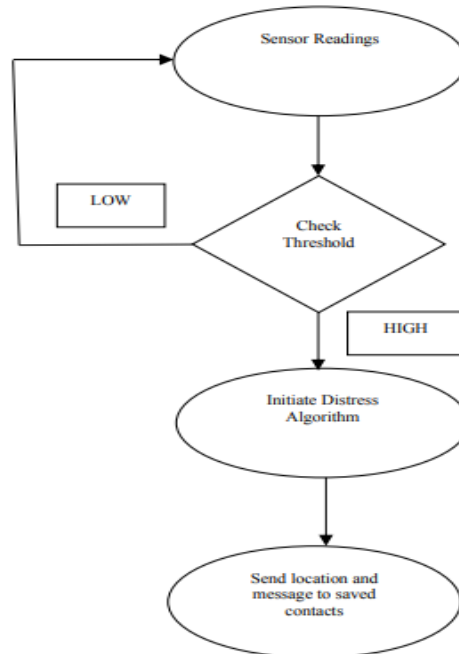 Sensor Readings
LOW
Check
Threshold
HIGH
Initiate Distress
Algorithm
Send location and
message to saved
contacts